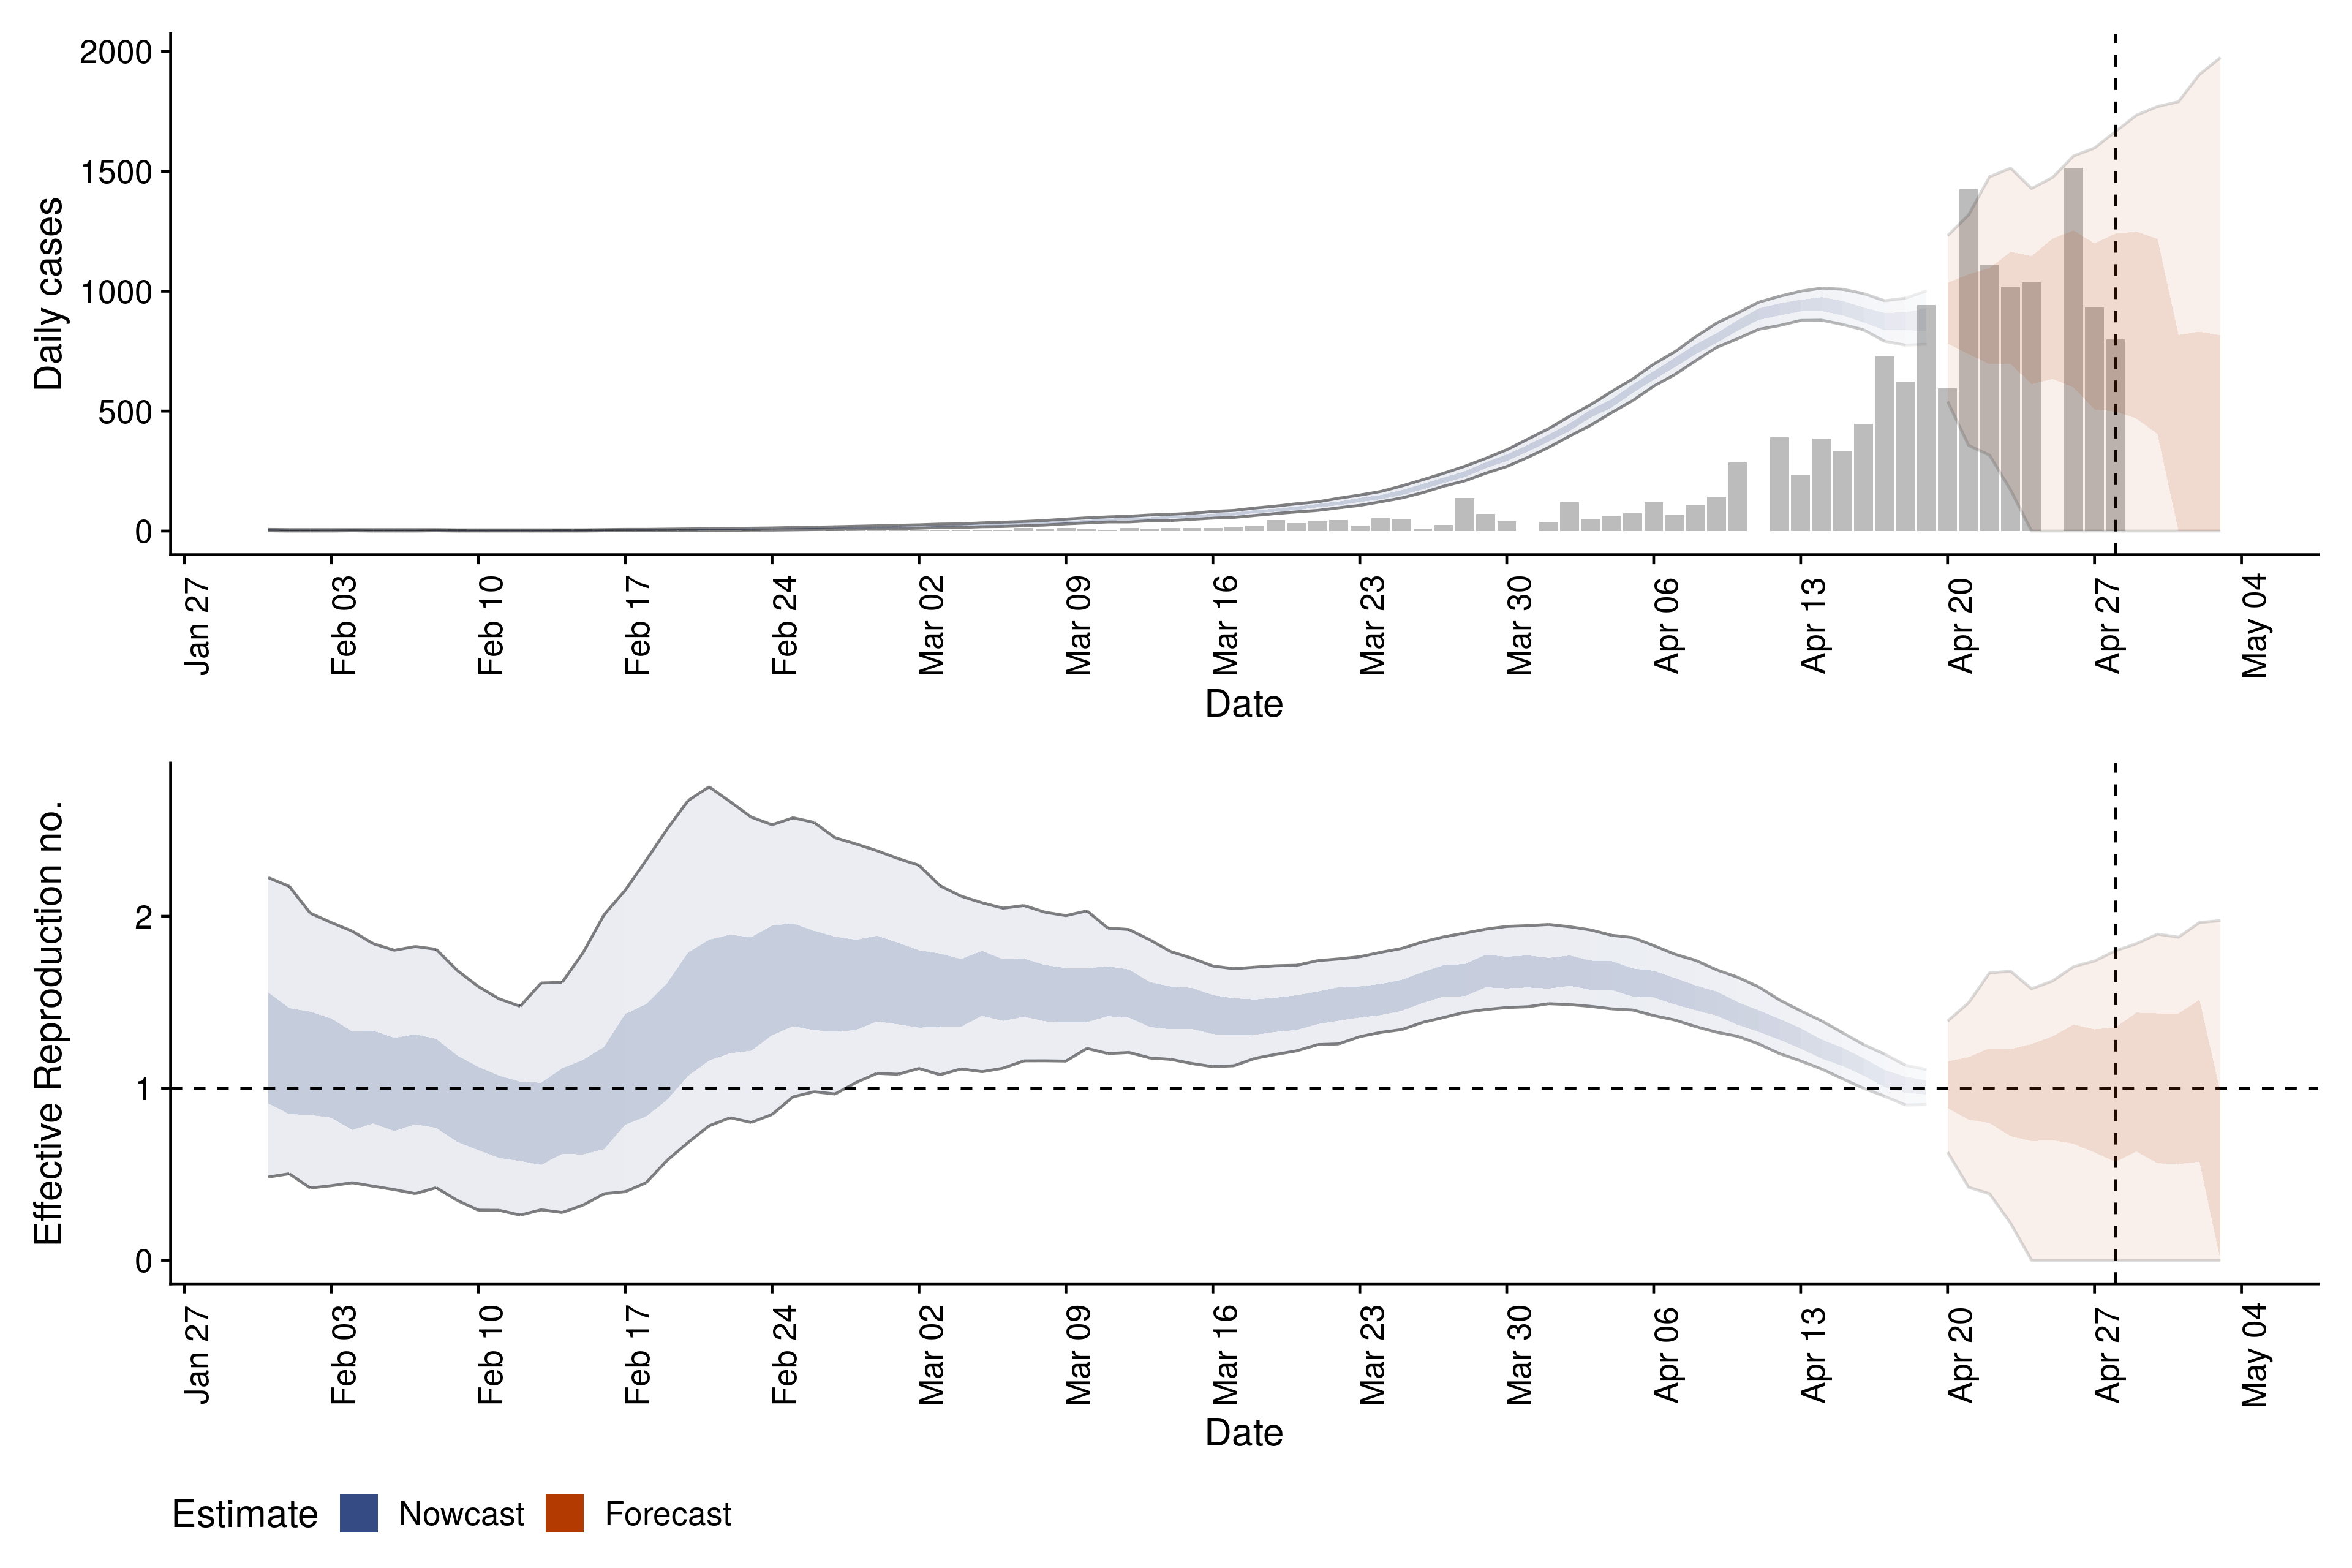 2000
1500
1000
500
0
Daily cases
Jan 27
Feb 03
Feb 10
Feb 17
Feb 24
Mar 02
Mar 09
Mar 16
Mar 23
Mar 30
Apr 06
Apr 13
Apr 20
Apr 27
May 04
Date
2
1
0
Effective Reproduction no.
Jan 27
Feb 03
Feb 10
Feb 17
Feb 24
Mar 02
Mar 09
Mar 16
Mar 23
Mar 30
Apr 06
Apr 13
Apr 20
Apr 27
May 04
Date
Estimate Nowcast Forecast